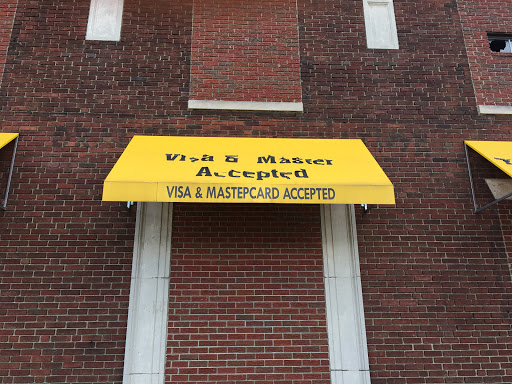 Visa & Master
Accepted
VISA & MASTEPCARD ACCEPTED